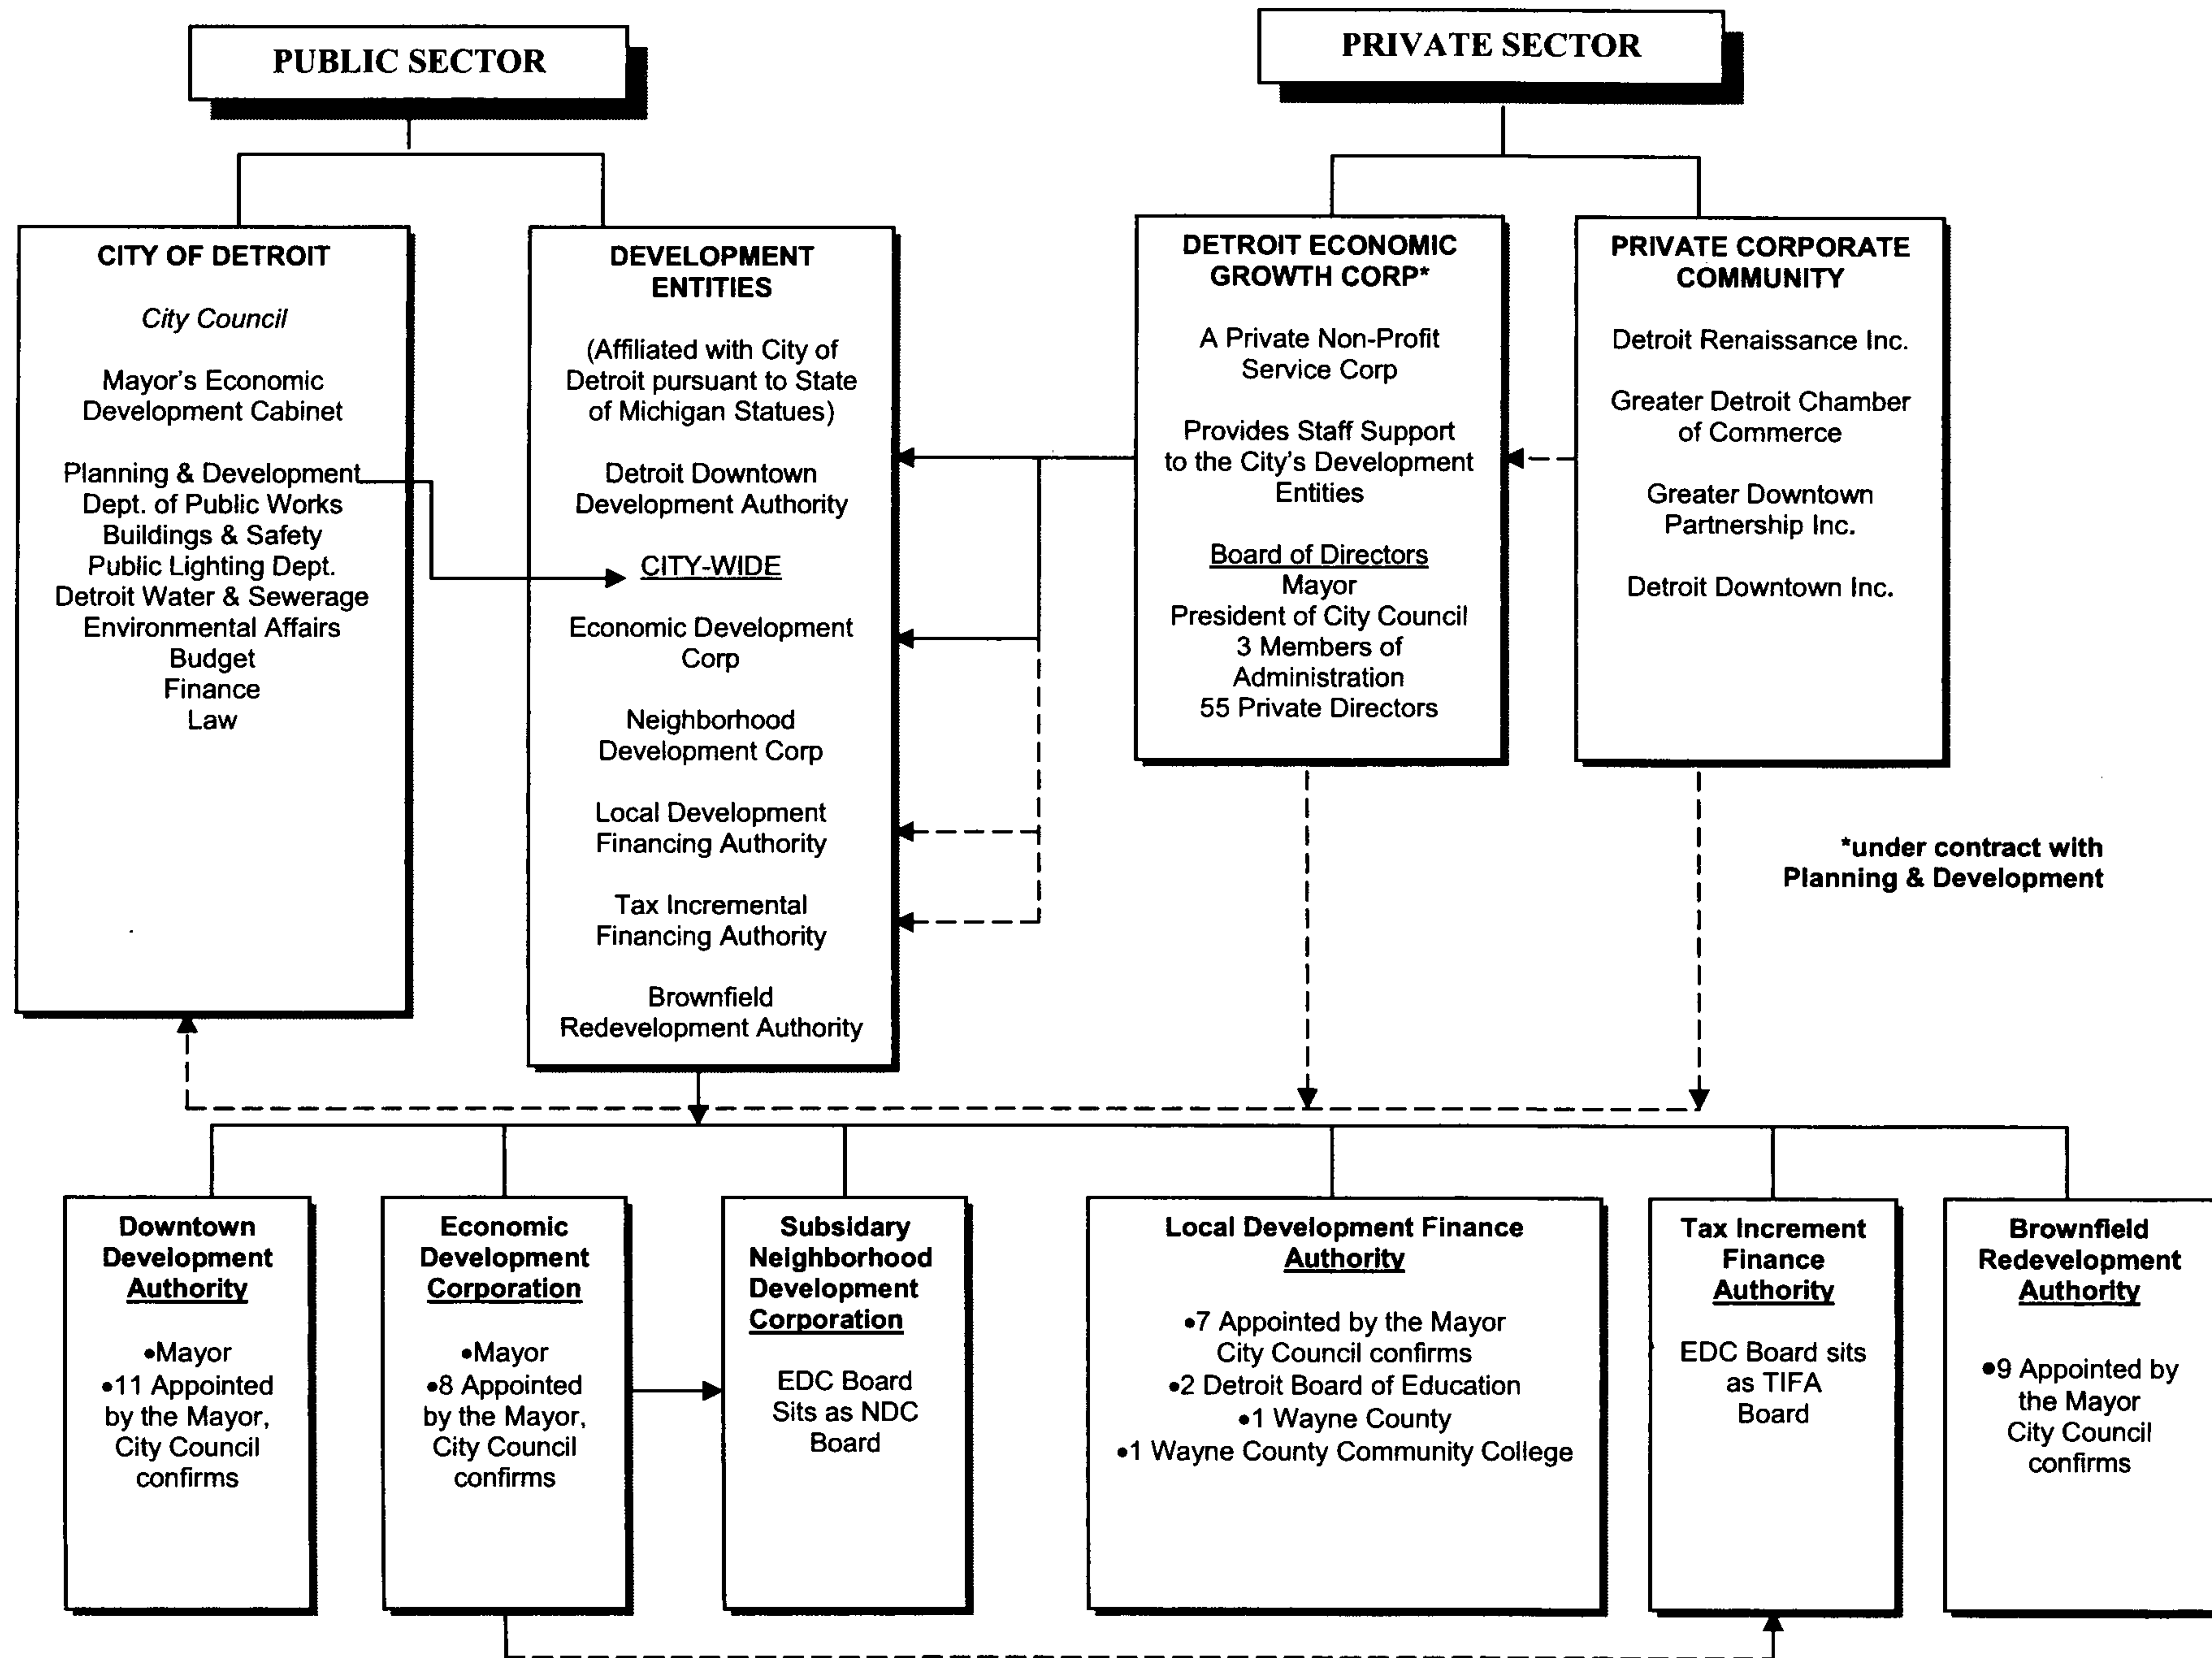 PUBLIC SECTOR
PRIVATE SECTOR
CITY OF DETROIT
City Council
Mayor's Economic
Development Cabinet
Planning & Development
Dept. of Public Works
Buildings & Safety
Public Lighting Dept.
Detroit Water & Sewerage
Environmental Affairs
Budget
Finance
Law
DEVELOPMENT
ENTITIES
(Affiliated with City of
Detroit pursuant to State
of Michigan Statues)
Detroit Downtown
Development Authority
CITY-WIDE
Economic Development
Corp
Neighborhood
Development Corp
Local Development
Financing Authority
Tax Incremental
Financing Authority
Brownfield
Redevelopment Authority
DETROIT ECONOMIC
GROWTH CORP*
A Private Non-Profit
Service Corp
Provides Staff Support
to the City's Development
Entities
Board of Directors
Mayor
President of City Council
3 Members of
Administration
55 Private Directors
PRIVATE CORPORATE
COMMUNITY
Detroit Renaissance Inc.
Greater Detroit Chamber
of Commerce
Greater Downtown
Partnership Inc.
Detroit Downtown Inc.
*under contract with
Planning & Development
Downtown
Development
Authority
•Mayor
•11 Appointed
by the Mayor,
City Council
confirms
Economic
Development
Corporation
•Mayor
•8 Appointed
by the Mayor,
City Council
confirms
Subsidary
Neighborhood
Development
Corporation
EDC Board
Sits as NDC
Board
Local Development Finance
Authority
•7 Appointed by the Mayor
City Council confirms
•2 Detroit Board of Education
•1 Wayne County
•1 Wayne County Community College
Tax Increment
Finance
Authority
EDC Board sits
as TIFA
Board
Brownfield
Redevelopment
Authority
•9 Appointed by
the Mayor
City Council
confirms